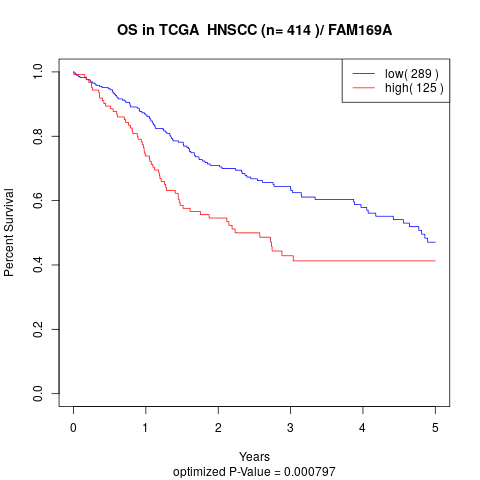 OS in TCGA HNSCC (n= 414 )/ FAM169A
low( 289 )
high( 125 )
Percent Survival
1.0
0.8
0.6
0.4
0.2
0.0
0 1 2 3 4 5
Years
optimized P-Value = 0.000797